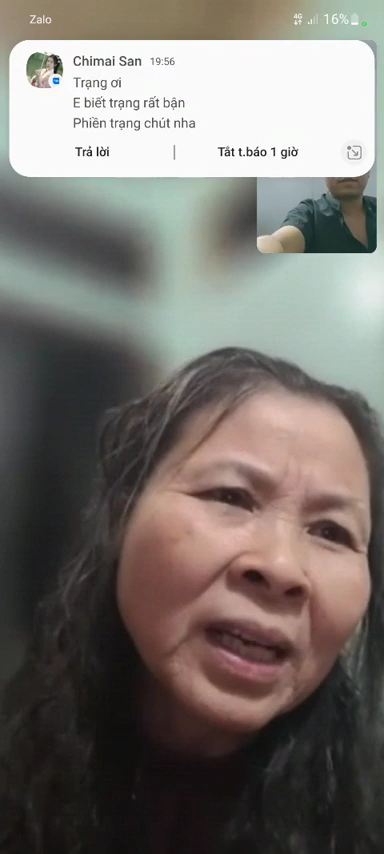 Zalo
4G 16%
Chimai San 19:56
Trạng ơi
E biết trạng rất bận
Phiền trạng chút nha
Trả lời | Tắt t.báo 1 giờ